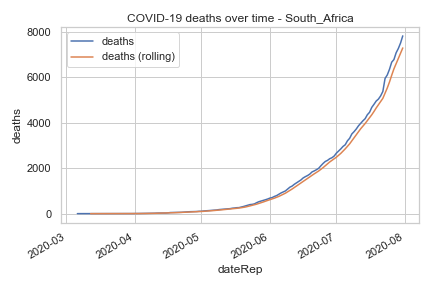 COVID-19 deaths over time - South_Africa
deaths
deaths (rolling)
8000
6000
4000
2000
0
deaths
2020-03
2020-04
2020-05
2020-06
2020-07
2020-08
dateRep